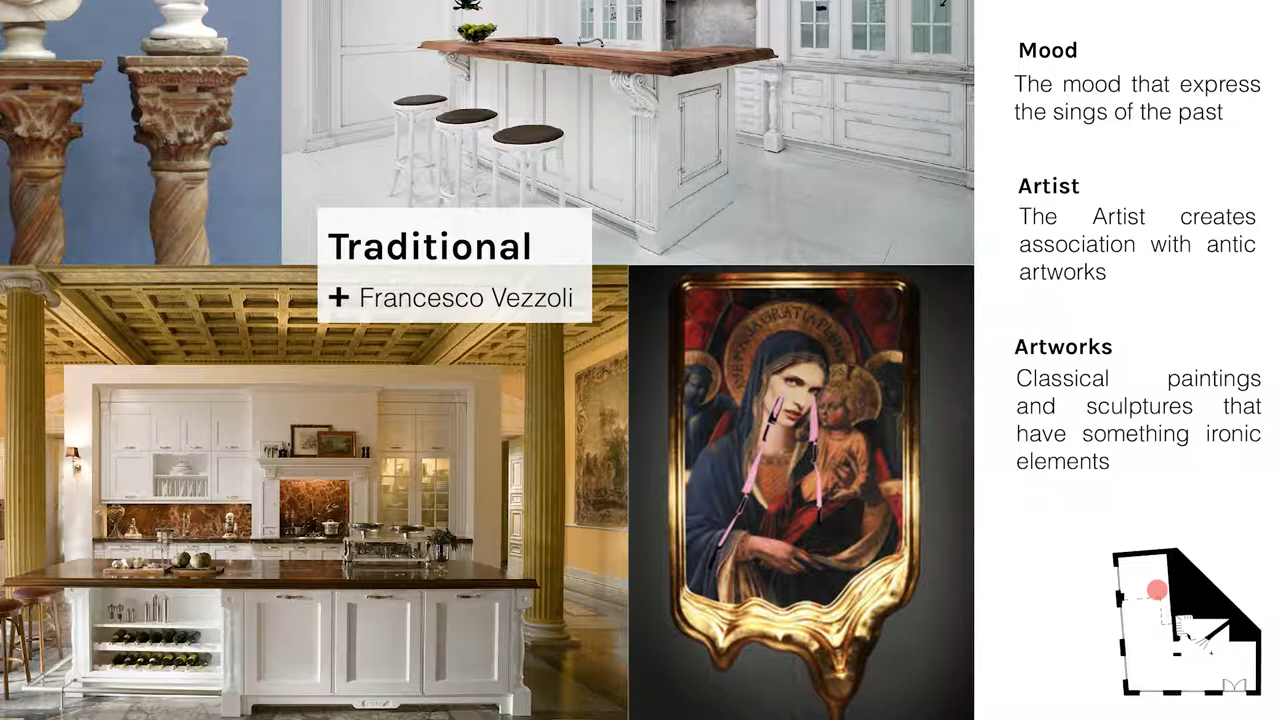 Traditional
+ Francesco Vezzoli
Mood
The mood that express
the sings of the past
Artist
The Artist creates
association with antic
artworks
Artworks
Classical paintings
and sculptures that
have something ironic
elements